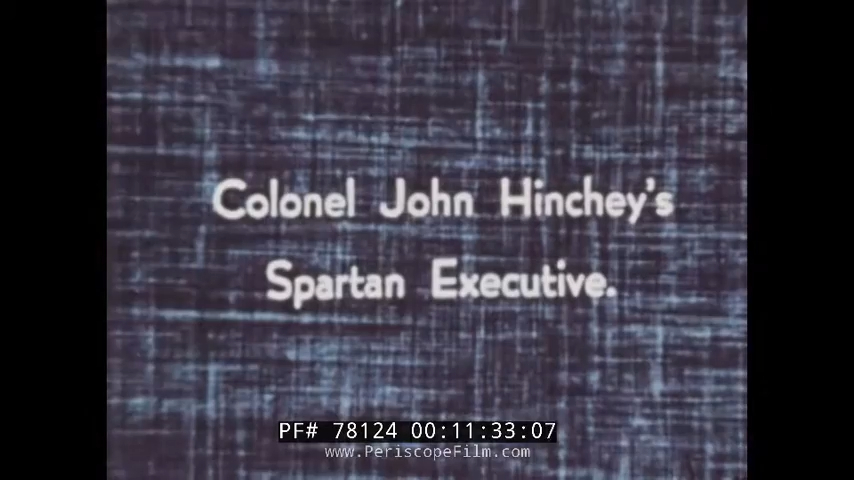 Colonel John Hinchey's
Spartan Executive.
PF# 78124 00:11:33:07
www.PeriscopeFilm.com